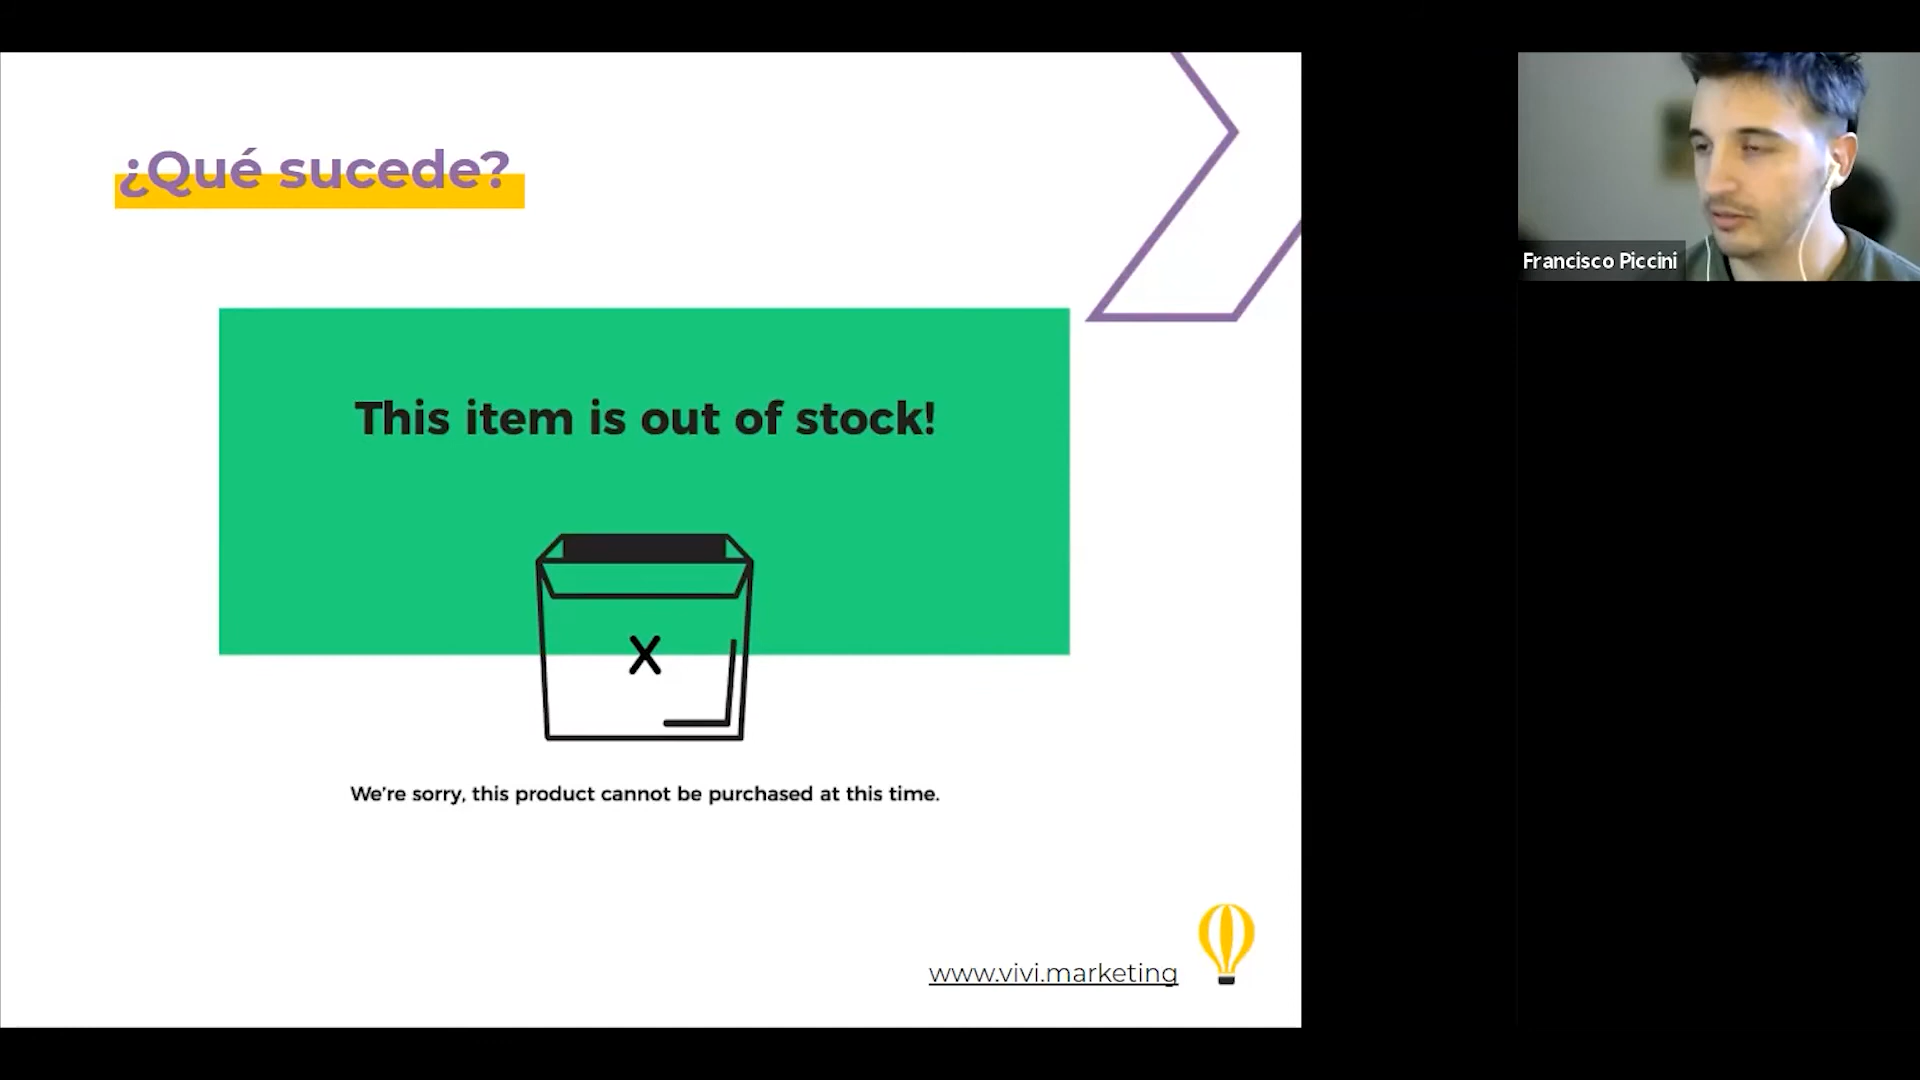 ¿Qué sucede?
This item is out of stock!
X
We're sorry, this product cannot be purchased at this time.
www.vivi.marketing
Francisco Piccini